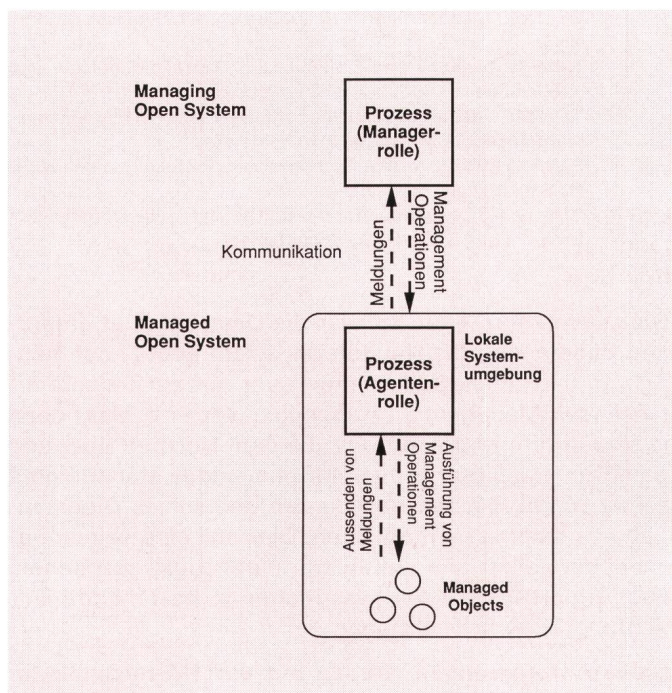 Managing
Open System
Prozess
(Manager-
rolle)
Kommunikation
Meldungen
Management
Operationen
Managed
Open System
Prozess
(Agenten-
rolle)
Lokale
System-
umgebung
Aussenden von
Meldungen
Ausführung von
Management
Operationen
Managed
Objects